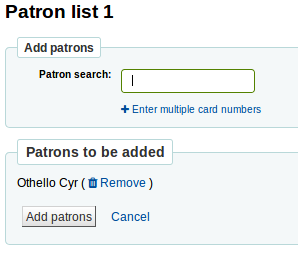 Patron list 1
Add patrons
Patron search:
+ Enter multiple card numbers
Patrons to be added
Othello Cyr ( Remove )
Add patrons Cancel